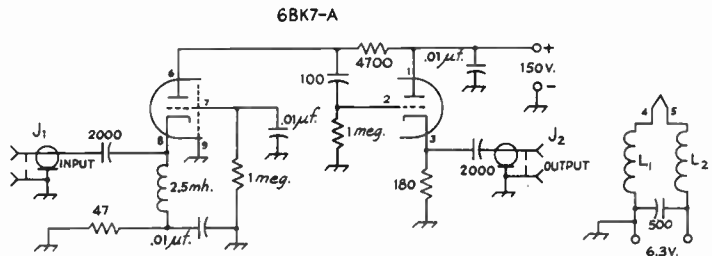 6BK7-A
6
7
8
9
J1
INPUT
2000
2.5mh.
47
.01µf.
1meg.
.01µf.
100
4700
1meg.
1
2
3
.01µf.
+
150V.
-
180
2000
J2
OUTPUT
4
5
L1
L2
500
6.3V.